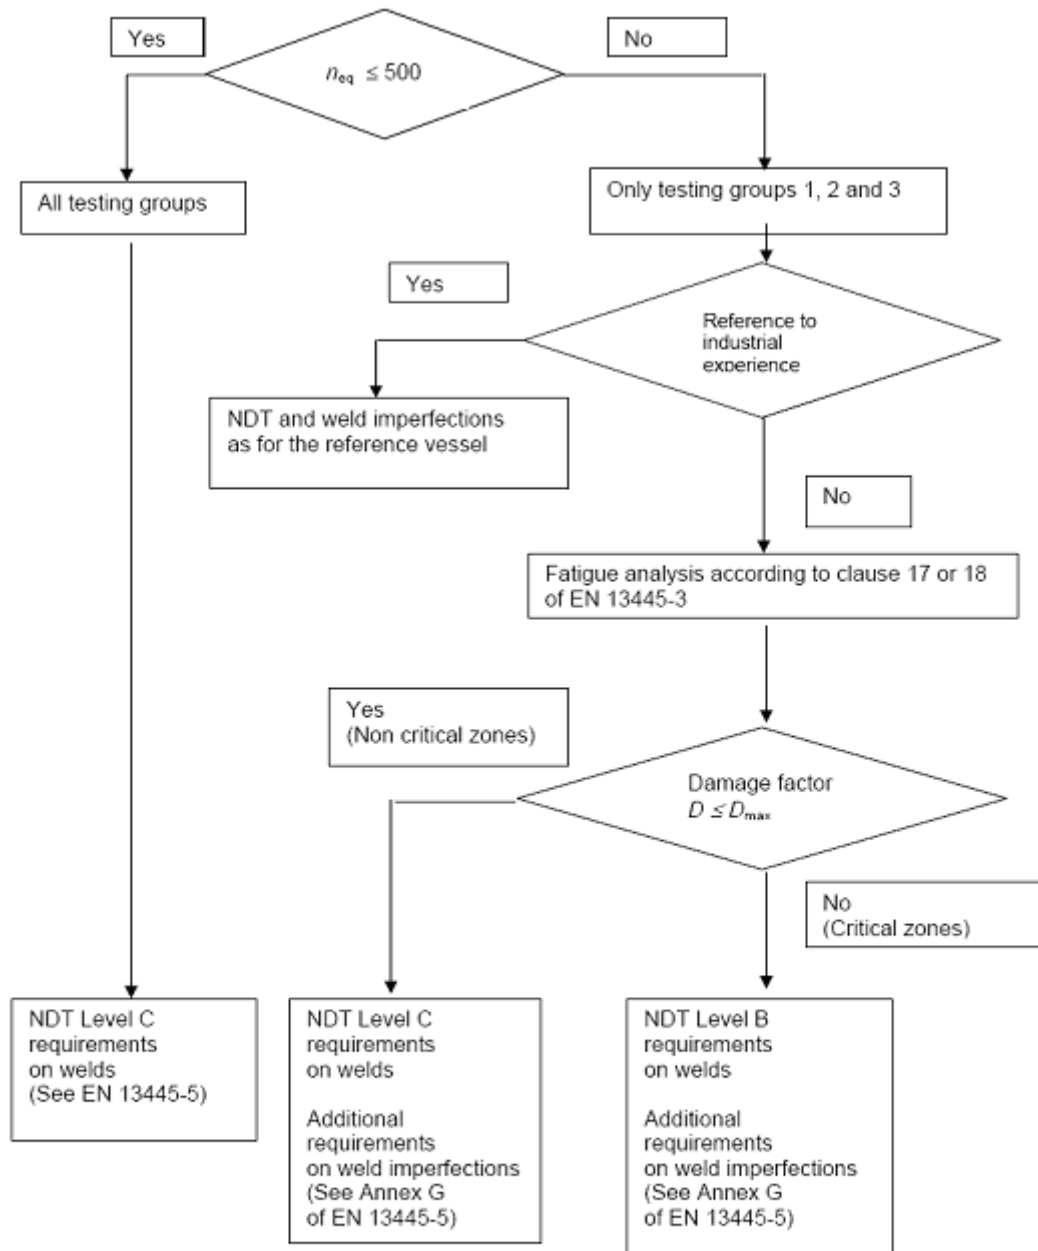 Yes
No
n eq ≤ 500
All testing groups
Only testing groups 1, 2 and 3
Yes
Reference to
industrial
experience
NDT and weld imperfections
as for the reference vessel
No
Fatigue analysis according to clause 17 or 18
of EN 13445-3
Yes
(Non critical zones)
Damage factor
D ≤ Dmax
No
(Critical zones)
NDT Level C
requirements
on welds
(See EN 13445-5)
NDT Level C
requirements
on welds
Additional
requirements
on weld imperfections
(See Annex G
of EN 13445-5)
NDT Level B
requirements
on welds
Additional
requirements
on weld imperfections
(See Annex G
of EN 13445-5)